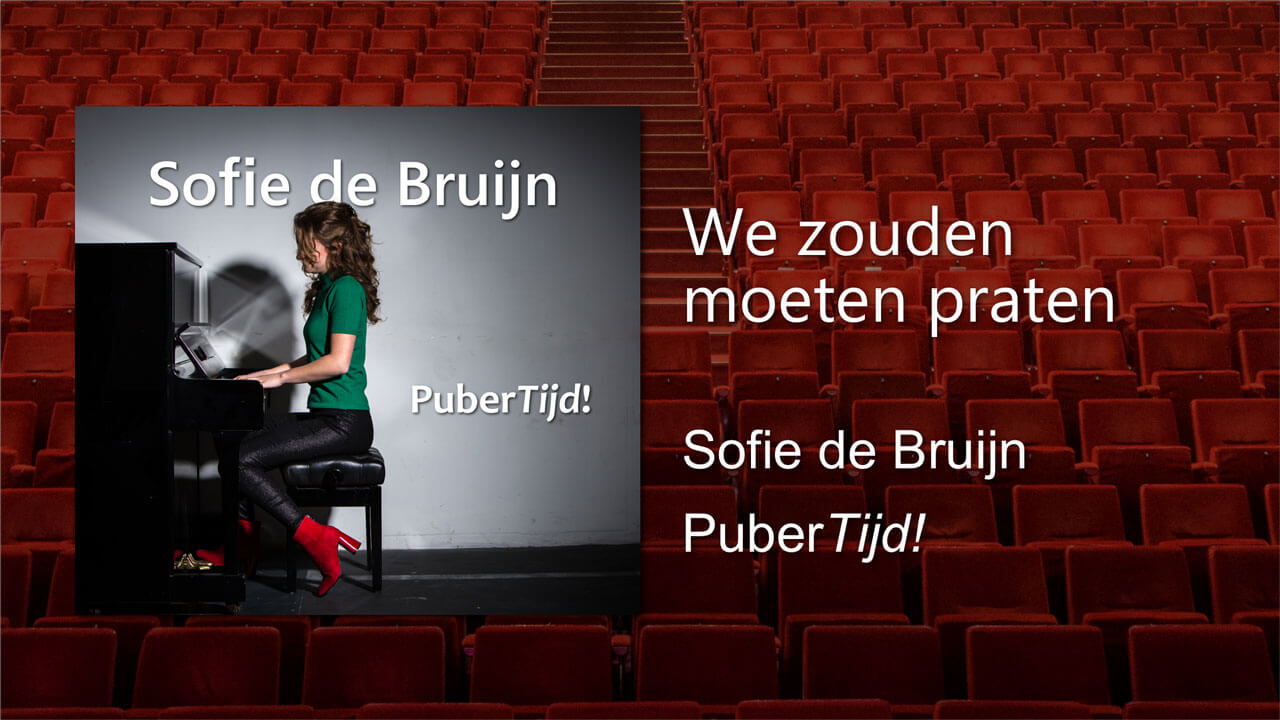 Sofie de Bruijn
PuberTijd!
We zouden
moeten praten
Sofie de Bruijn
PuberTijd!